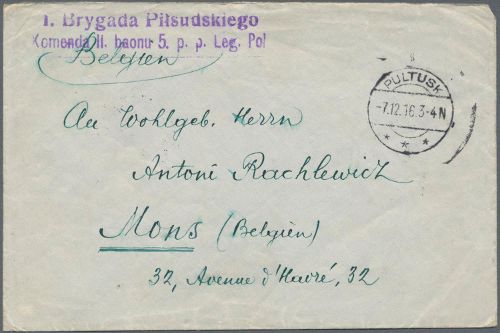 I. Brygada Piłsudskiego
Komenda II. baonu 5. p. p. Leg. Pol
Belgien
PULTUSK
-7.12.16.3-4N
An Wohlgeb. Herrn
Antoni Rachlewicz
Mons (Belgien)
32, Avenue d'Havré, 32